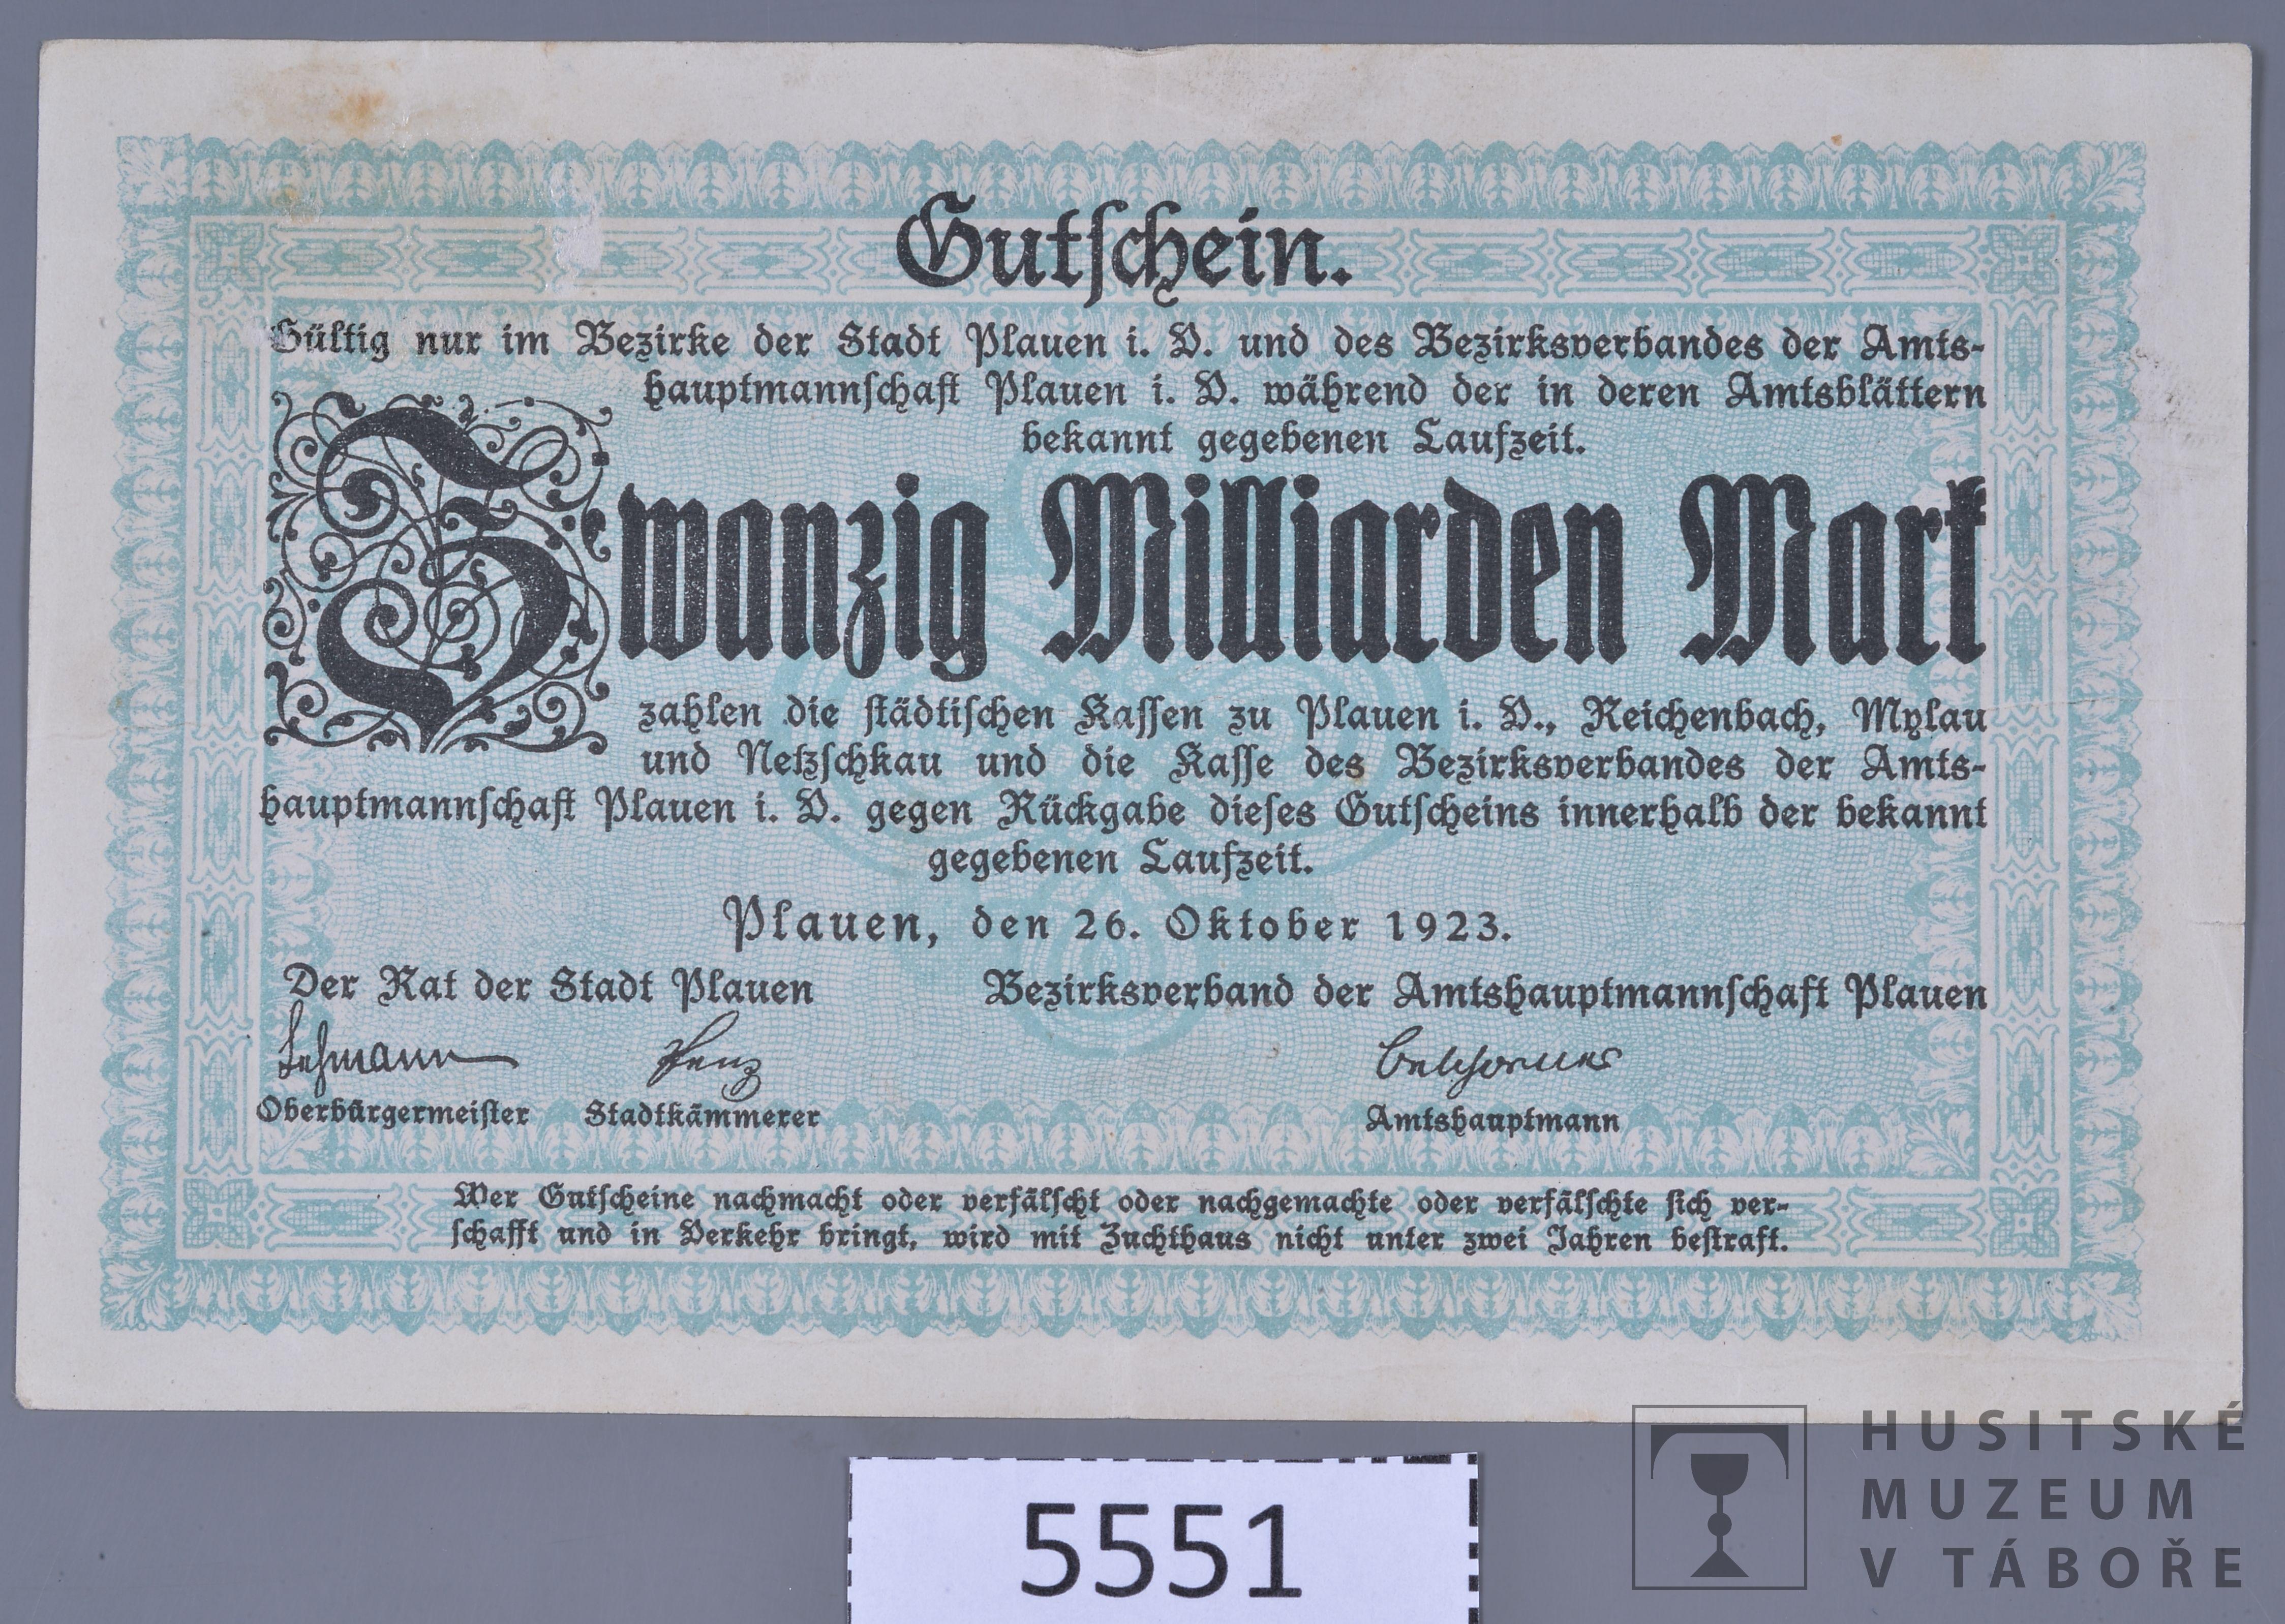 Gutschein.
Gültig nur im Bezirke der Stadt Plauen i. V. und des Bezirksverbandes der Amts-
hauptmannschaft Plauen i. V. während der in deren Amtsblättern
bekannt gegebenen Laufzeit.
Zwanzig Milliarden Mark
zahlen die städtischen Kassen zu Plauen i. V., Reichenbach, Mylau
und Netzschkau und die Kasse des Bezirksverbandes der Amts-
hauptmannschaft Plauen i. V. gegen Rückgabe dieses Gutscheins innerhalb der bekannt
gegebenen Laufzeit.
Plauen, den 26. Oktober 1923.
Der Rat der Stadt Plauen Bezirksverband der Amtshauptmannschaft Plauen
Lehmann
Oberbürgermeister Stadtkämmerer Amtshauptmann
Wer Gutscheine nachmacht oder verfälscht oder nachgemachte oder verfälschte sich ver-
schafft und in Verkehr bringt, wird mit Zuchthaus nicht unter zwei Jahren bestraft.
5551
HUSITSKÉ
MUZEUM
V TÁBOŘE